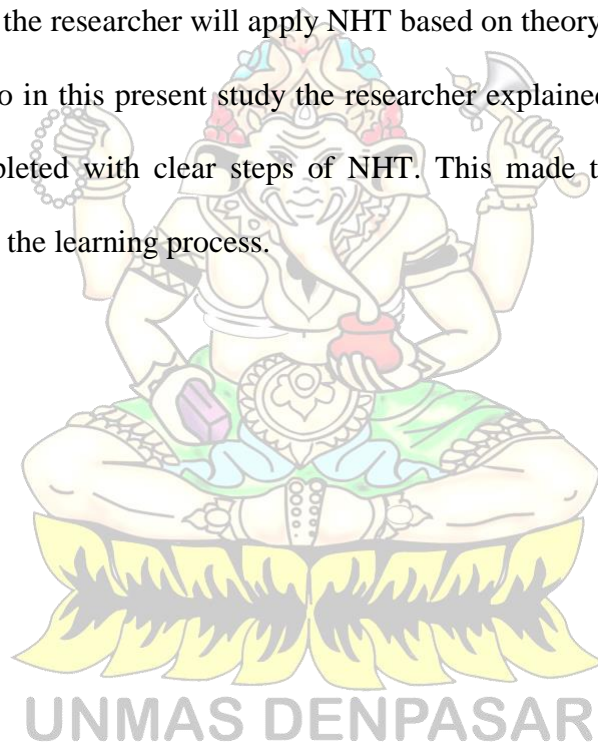 the researcher will apply NHT based on theory
o in this present study the researcher explained
pleted with clear steps of NHT. This made t
the learning process.
UNMAS DENPASAR